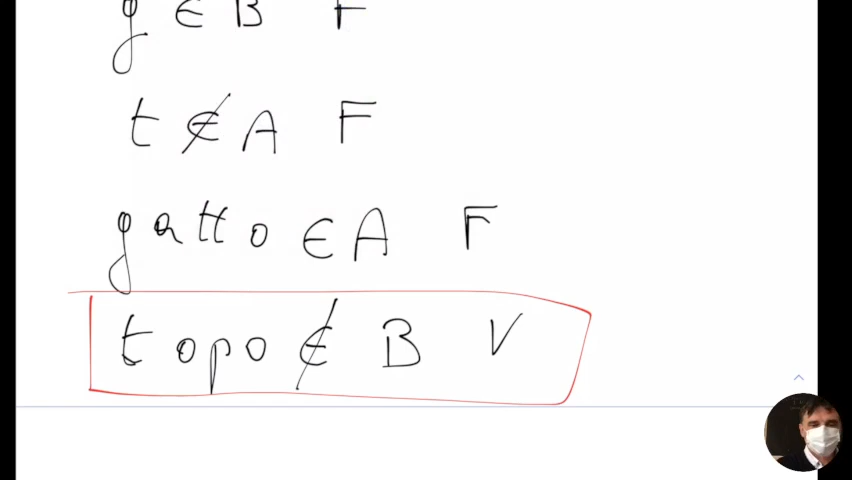 g ∈ B F
t ∉ A F
gatto ∈ A F
topo ∉ B V